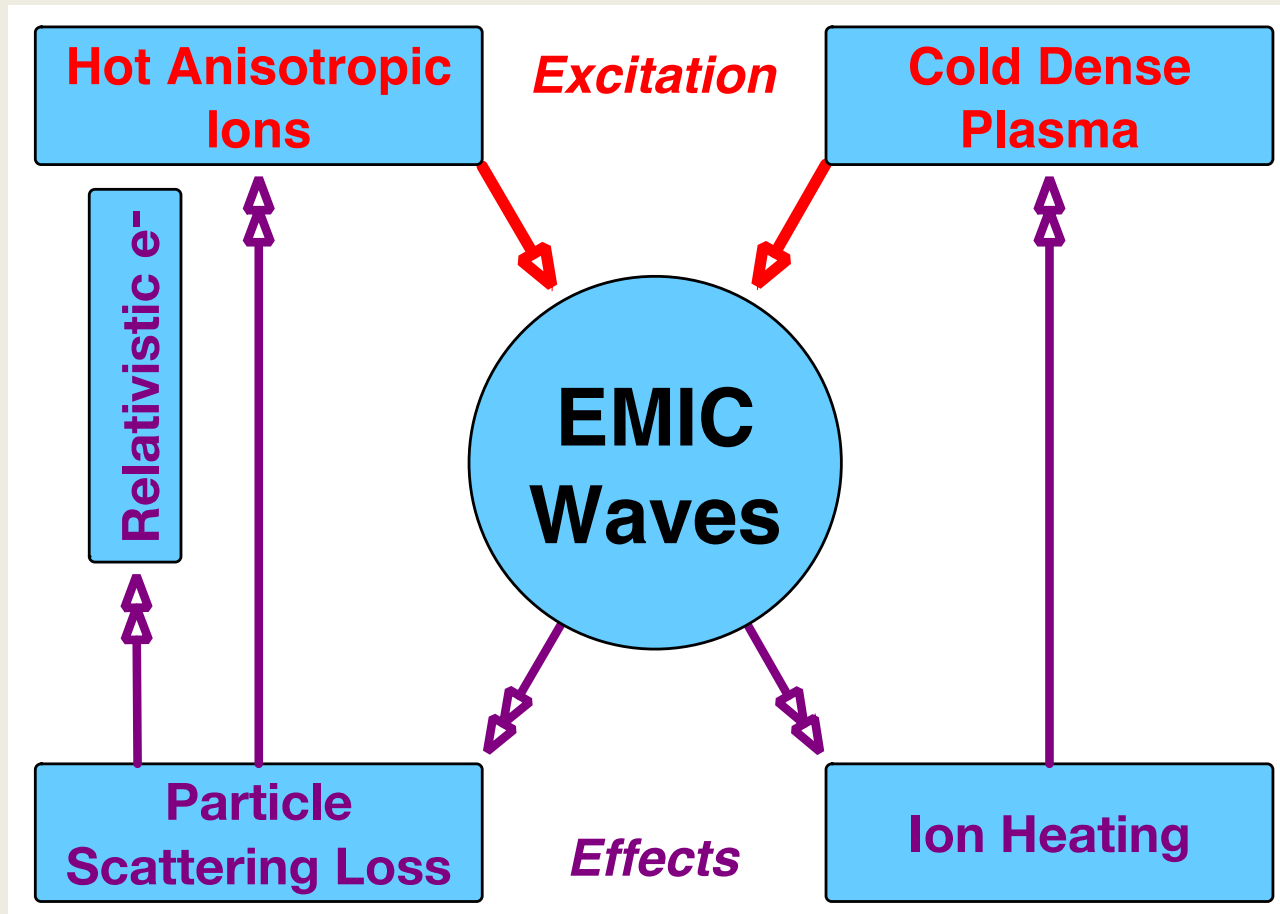 Hot Anisotropic
Ions
Excitation
Cold Dense
Plasma
Relativistic e-
EMIC
Waves
Particle
Scattering Loss
Effects
Ion Heating